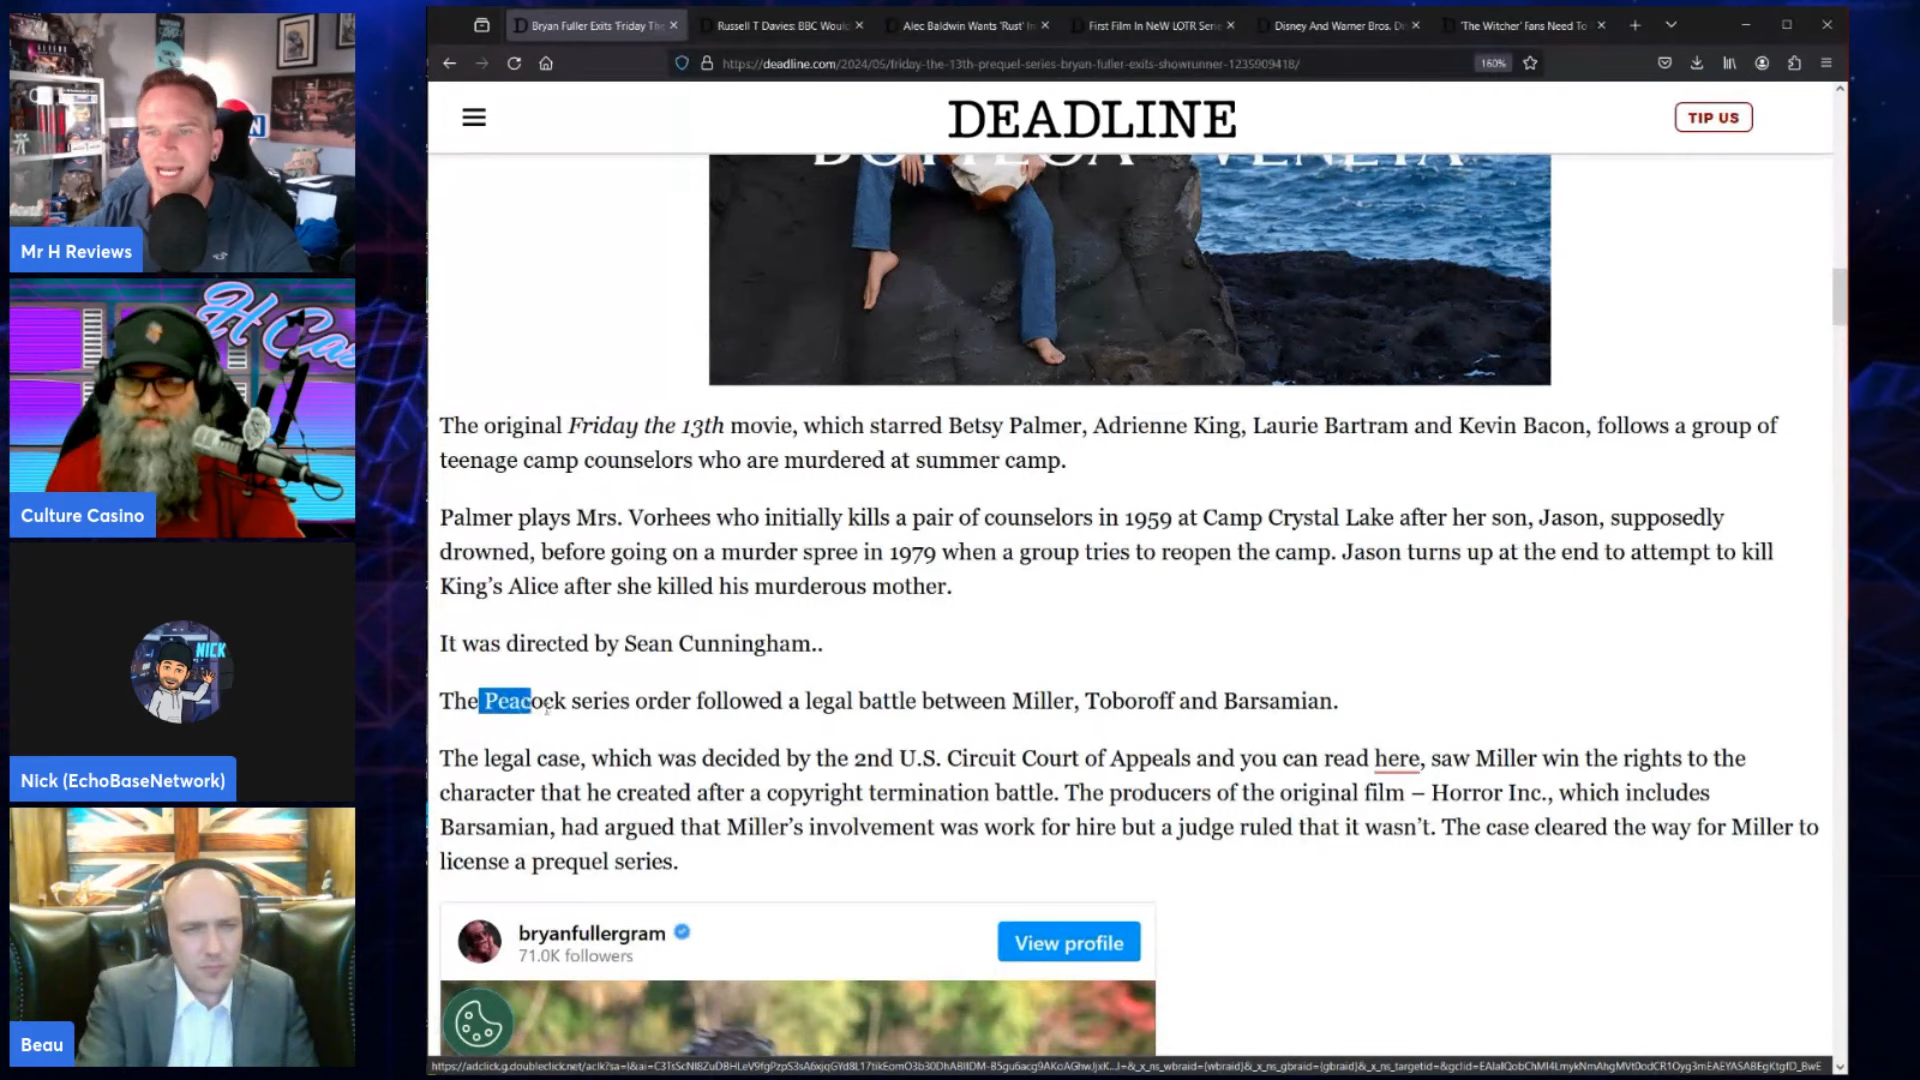 Bryan Fuller Exits 'Friday The
Russell T Davies: BBC Would
Alec Baldwin Wants 'Rust' In
First Film In NeW LOTR Serie
Disney And Warner Bros. Di
'The Witcher' Fans Need To
https://deadline.com/2024/05/friday-the-13th-prequel-series-bryan-fuller-exits-showrunner-1235909418/
160%
DEADLINE
TIP US
BOTTEGA VENETA
The original Friday the 13th movie, which starred Betsy Palmer, Adrienne King, Laurie Bartram and Kevin Bacon, follows a group of
teenage camp counselors who are murdered at summer camp.
Palmer plays Mrs. Vorhees who initially kills a pair of counselors in 1959 at Camp Crystal Lake after her son, Jason, supposedly
drowned, before going on a murder spree in 1979 when a group tries to reopen the camp. Jason turns up at the end to attempt to kill
King's Alice after she killed his murderous mother.
It was directed by Sean Cunningham..
The Peacock series order followed a legal battle between Miller, Toboroff and Barsamian.
The legal case, which was decided by the 2nd U.S. Circuit Court of Appeals and you can read here, saw Miller win the rights to the
character that he created after a copyright termination battle. The producers of the original film – Horror Inc., which includes
Barsamian, had argued that Miller's involvement was work for hire but a judge ruled that it wasn't. The case cleared the way for Miller to
license a prequel series.
bryanfullergram
71.0K followers
View profile
Mr H Reviews
Culture Casino
NICK
Nick (EchoBaseNetwork)
Beau